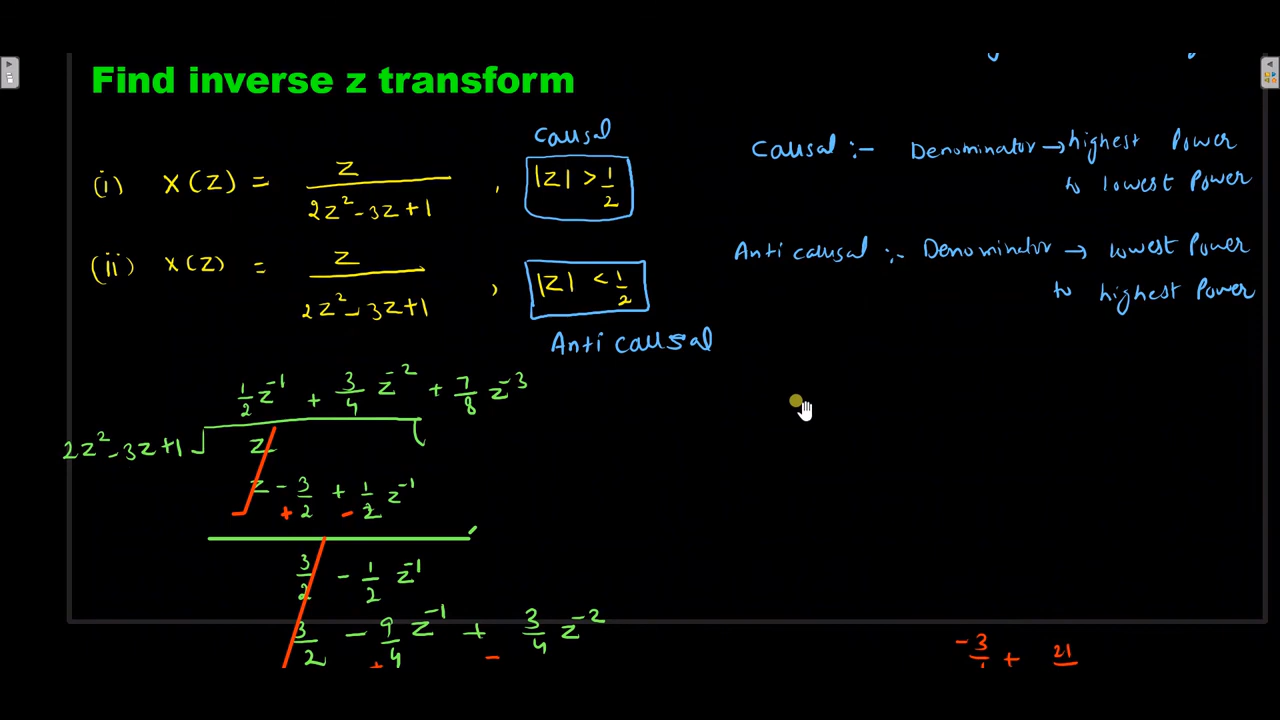 Find inverse z transform
Causal
(i) X(Z) = Z / 2Z² - 3Z + 1 , |Z| > 1/2
(ii) X(Z) = Z / 2Z² - 3Z + 1 , |Z| < 1/2
Anti causal
Causal :- Denominator → highest Power
to lowest Power
Anti causal :- Denominator → lowest Power
to highest Power
1/2 z⁻¹ + 3/4 z⁻² + 7/8 z⁻³
2z² - 3z + 1 √ z
z - 3/2 + 1/2 z⁻¹
- + -
3/2 - 1/2 z⁻¹
3/2 - 9/4 z⁻¹ + 3/4 z⁻²
+ -
-3/4 + 21